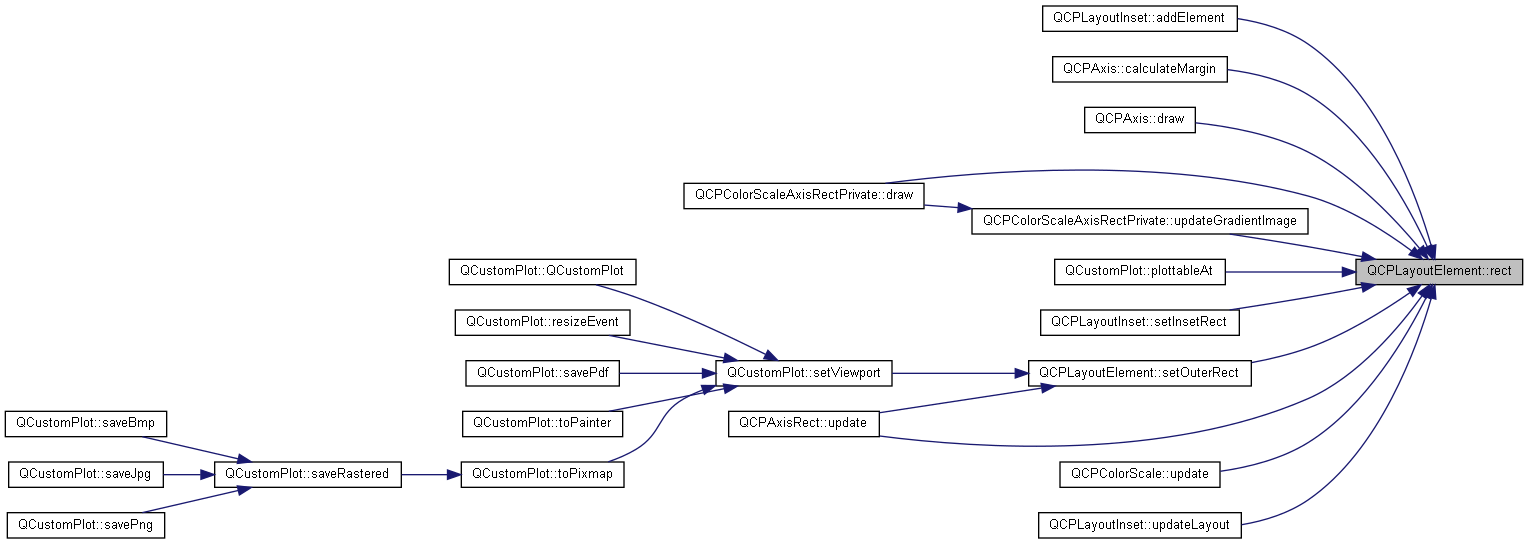 QCPLayoutInset::addElement
QCPAxis::calculateMargin
QCPAxis::draw
QCPColorScaleAxisRectPrivate::draw
QCPColorScaleAxisRectPrivate::updateGradientImage
QCustomPlot::QCustomPlot
QCustomPlot::plottableAt
QCPLayoutElement::rect
QCustomPlot::resizeEvent
QCPLayoutInset::setInsetRect
QCustomPlot::savePdf
QCustomPlot::setViewport
QCPLayoutElement::setOuterRect
QCustomPlot::saveBmp
QCustomPlot::toPainter
QCPAxisRect::update
QCustomPlot::saveJpg
QCustomPlot::saveRastered
QCustomPlot::toPixmap
QCPColorScale::update
QCustomPlot::savePng
QCPLayoutInset::updateLayout